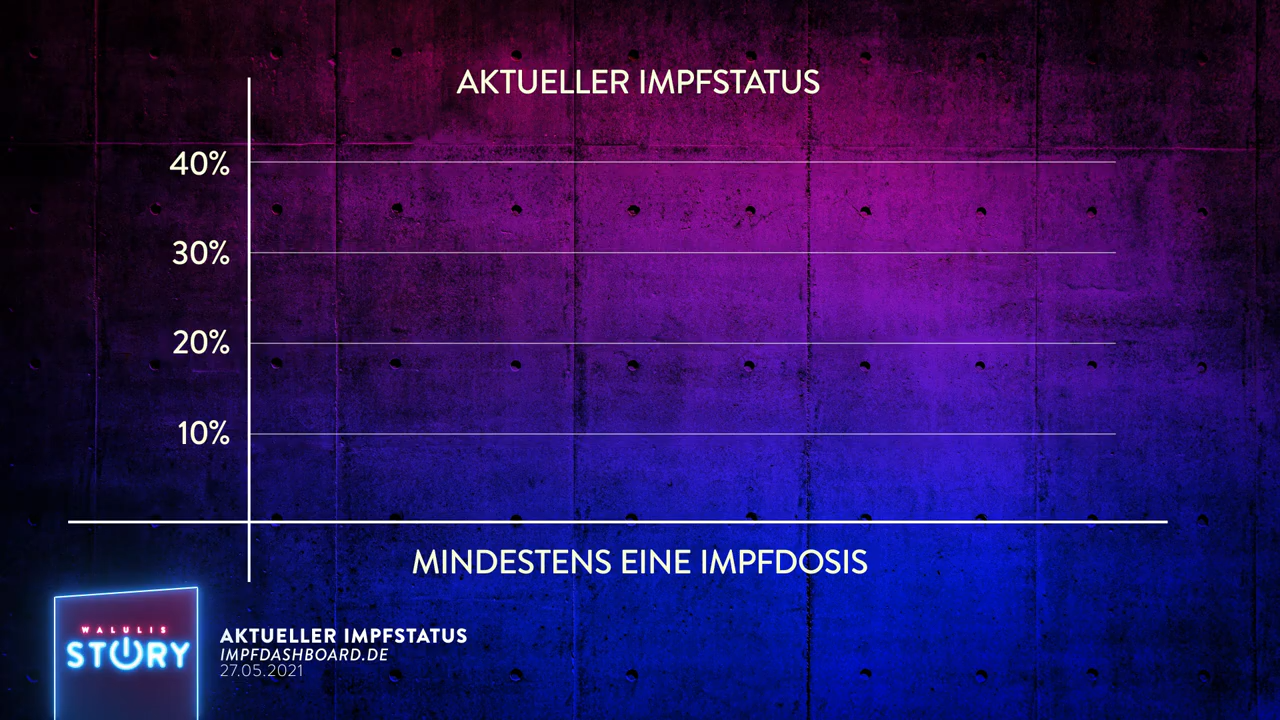 AKTUELLER IMPFSTATUS
40%
30%
20%
10%
MINDESTENS EINE IMPFDOSIS
WALULIS
STORY
AKTUELLER IMPFSTATUS
IMPFDASHBOARD.DE
27.05.2021